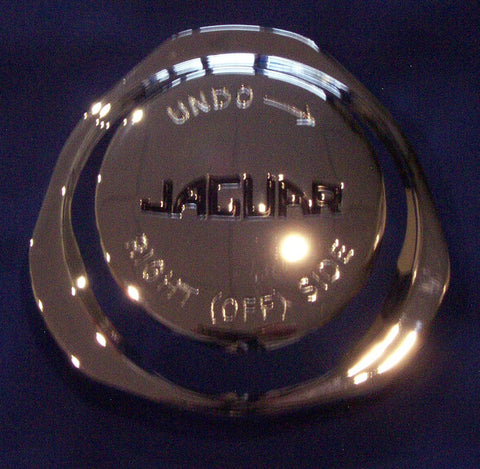 UNDO →
JAGUAR
RIGHT (OFF) SIDE